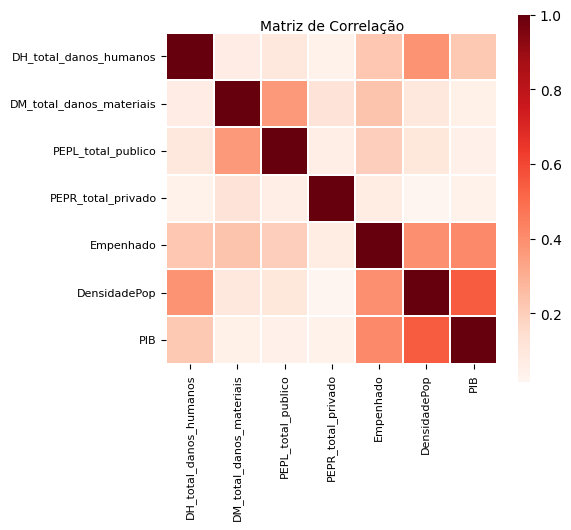 Matriz de Correlação
DH_total_danos_humanos
DM_total_danos_materiais
PEPL_total_publico
PEPR_total_privado
Empenhado
DensidadePop
PIB
DH_total_danos_humanos
DM_total_danos_materiais
PEPL_total_publico
PEPR_total_privado
Empenhado
DensidadePop
PIB
1.0
0.8
0.6
0.4
0.2